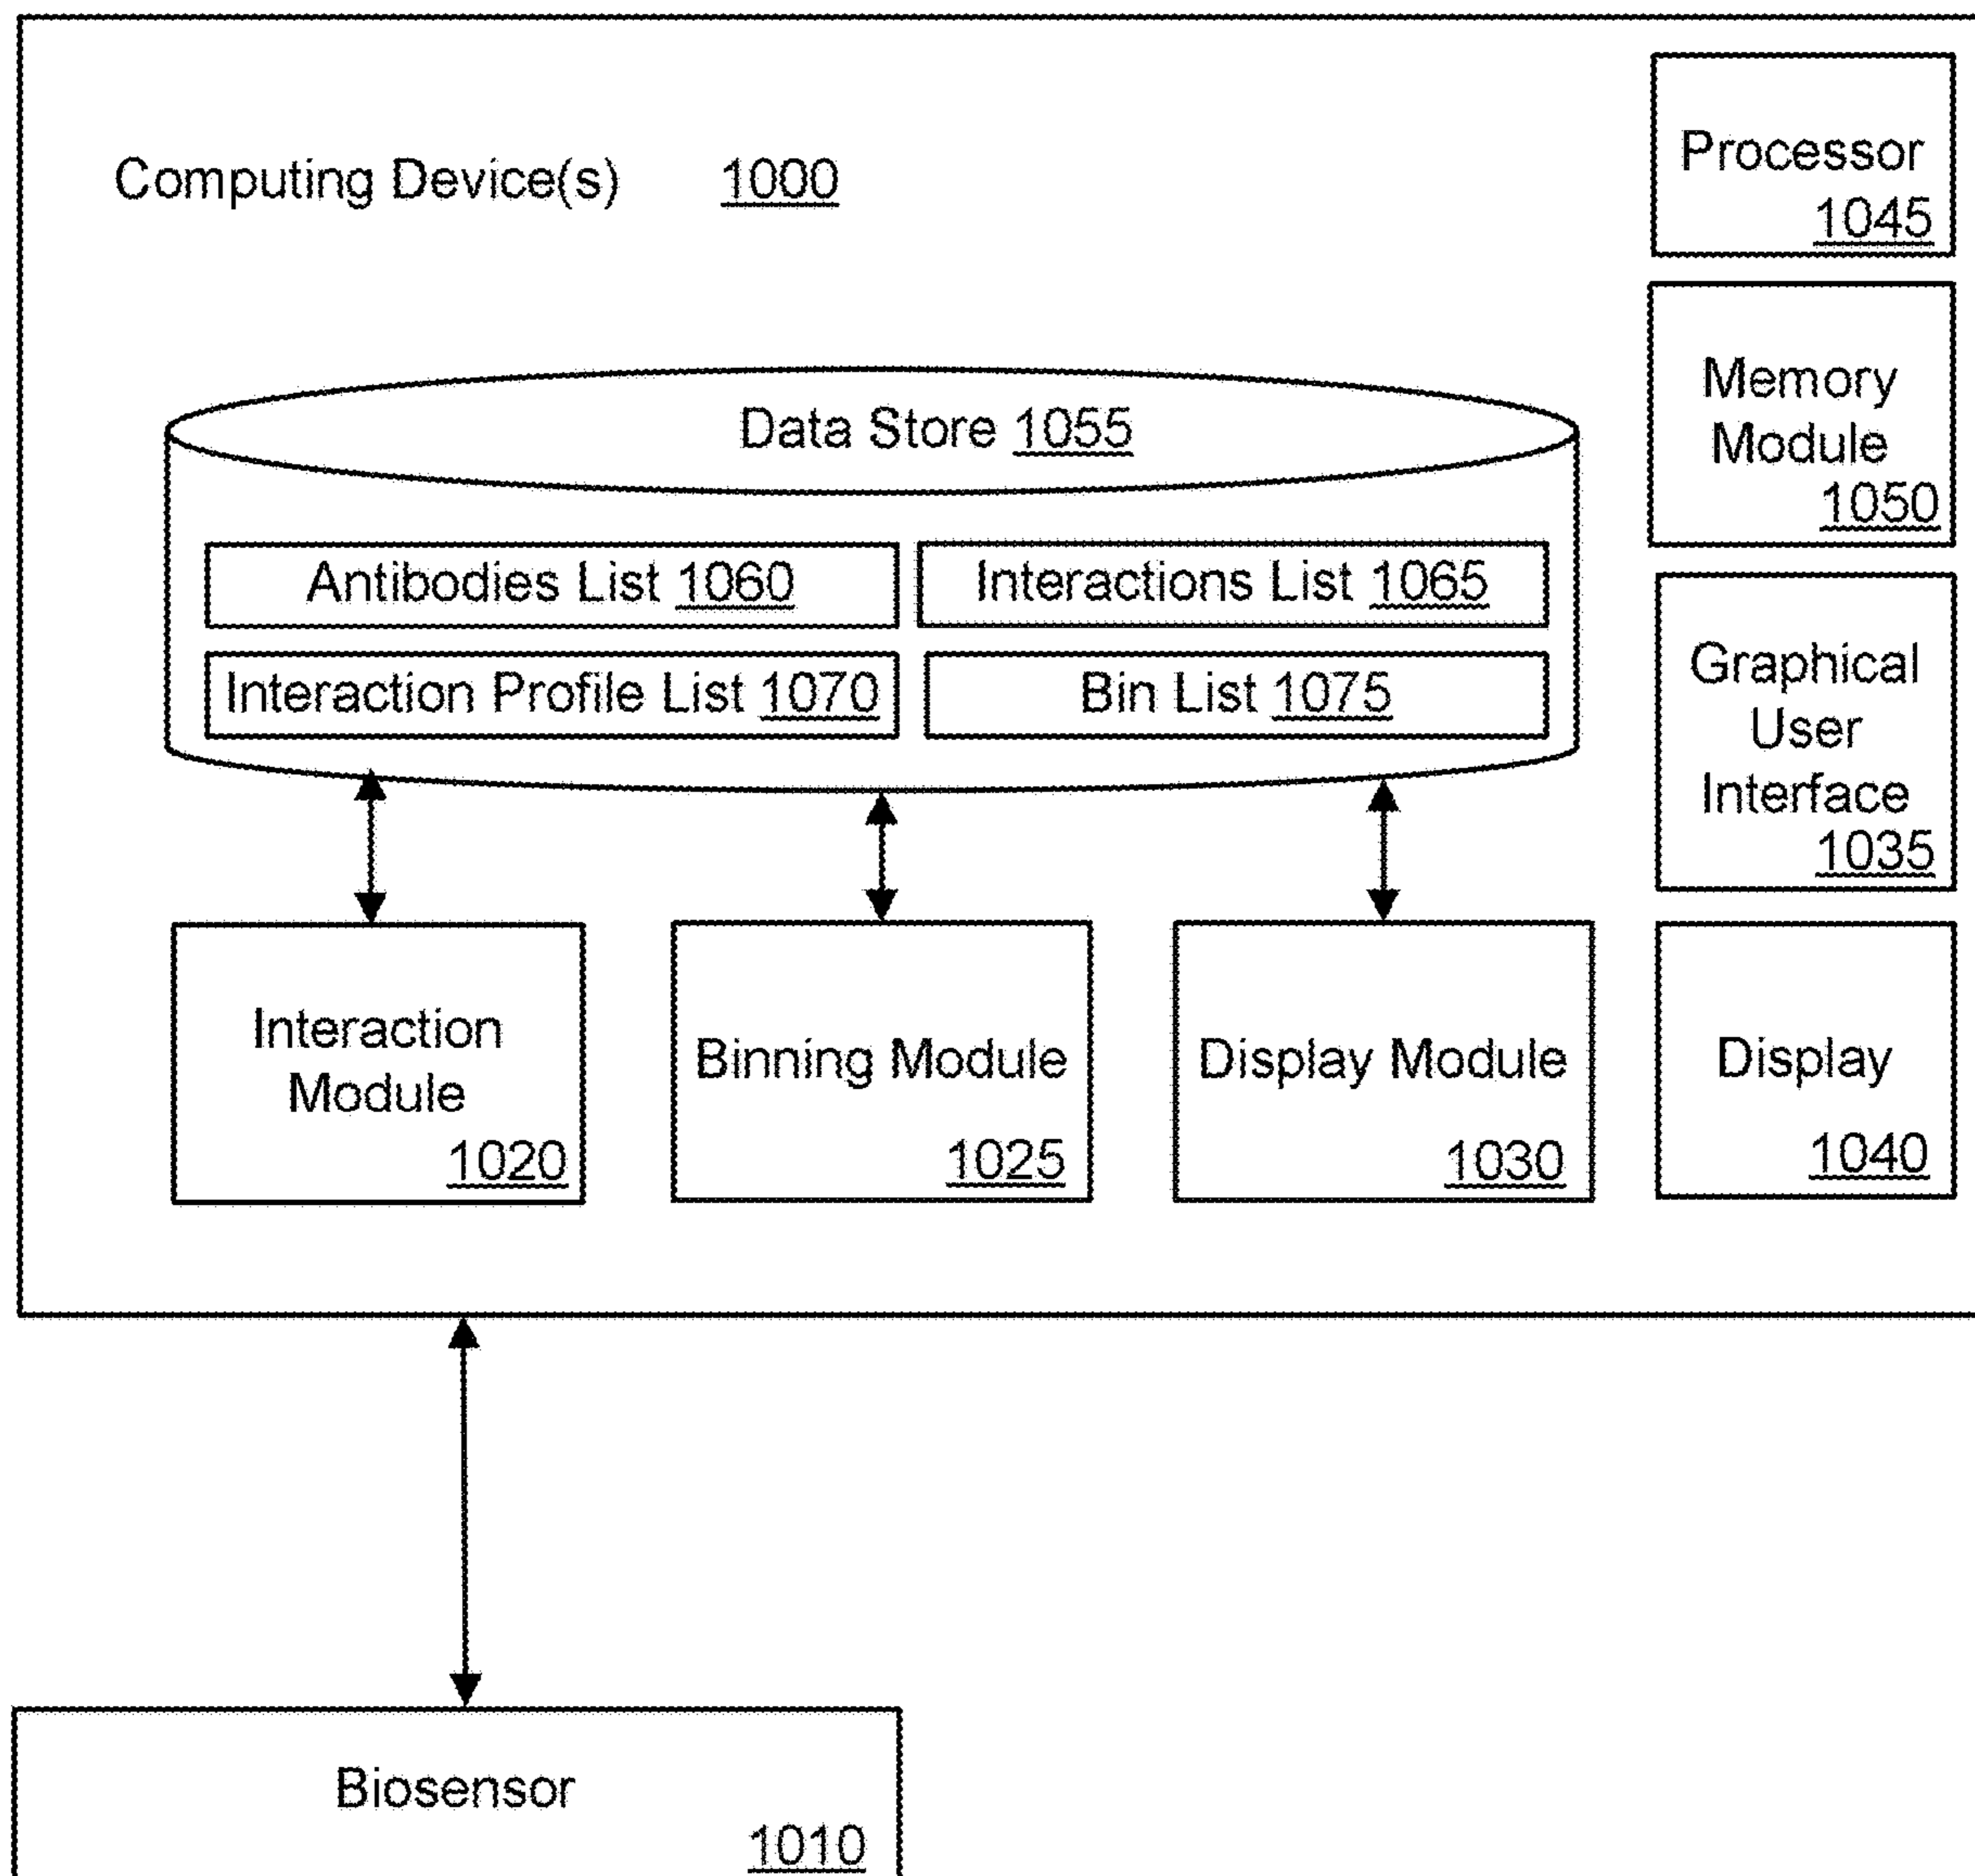 Computing Device(s) 1000
Processor
1045
Memory
Module
1050
Data Store 1055
Antibodies List 1060
Interactions List 1065
Interaction Profile List 1070
Bin List 1075
Graphical
User
Interface
1035
Interaction
Module
1020
Binning Module
1025
Display Module
1030
Display
1040
Biosensor
1010